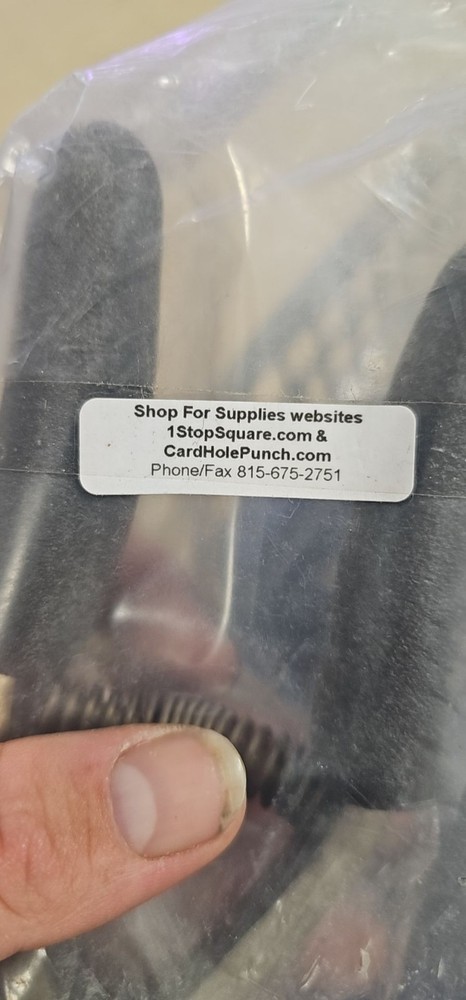 Shop For Supplies websites
1StopSquare.com &
CardHolePunch.com
Phone/Fax 815-675-2751